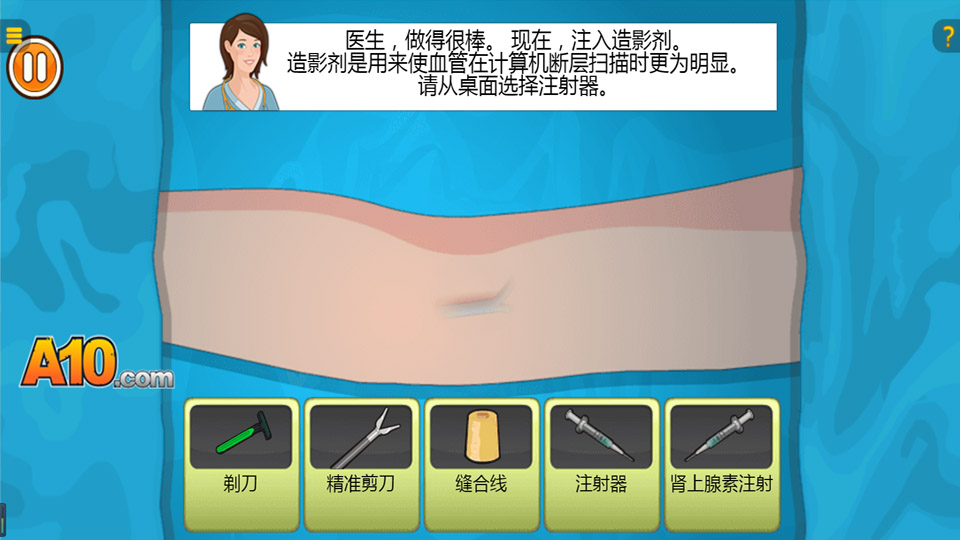 医生，做得很棒。 现在，注入造影剂。
造影剂是用来使血管在计算机断层扫描时更为明显。
请从桌面选择注射器。
?
A10.com
剃刀
精准剪刀
缝合线
注射器
肾上腺素注射